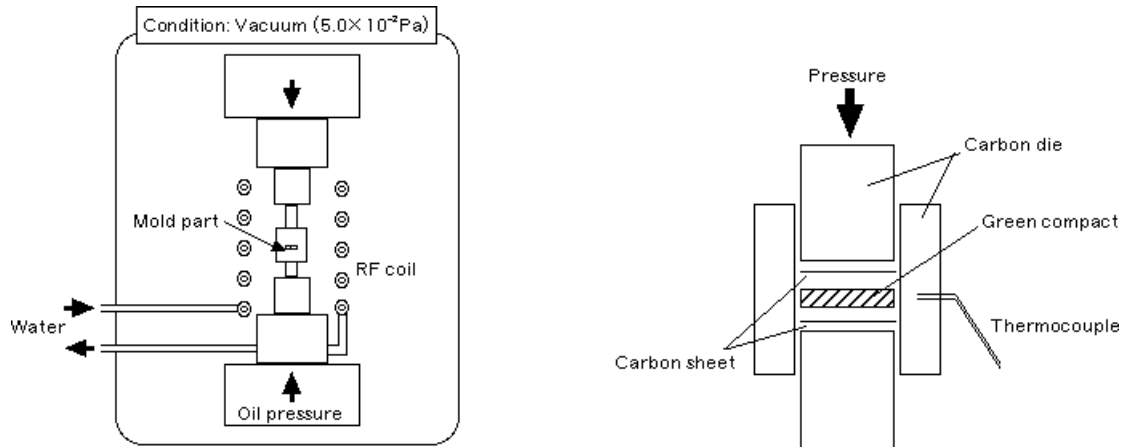 Condition: Vacuum (5.0×10⁻²Pa)
Mold part
RF coil
Water
Oil pressure
Pressure
Carbon die
Green compact
Thermocouple
Carbon sheet